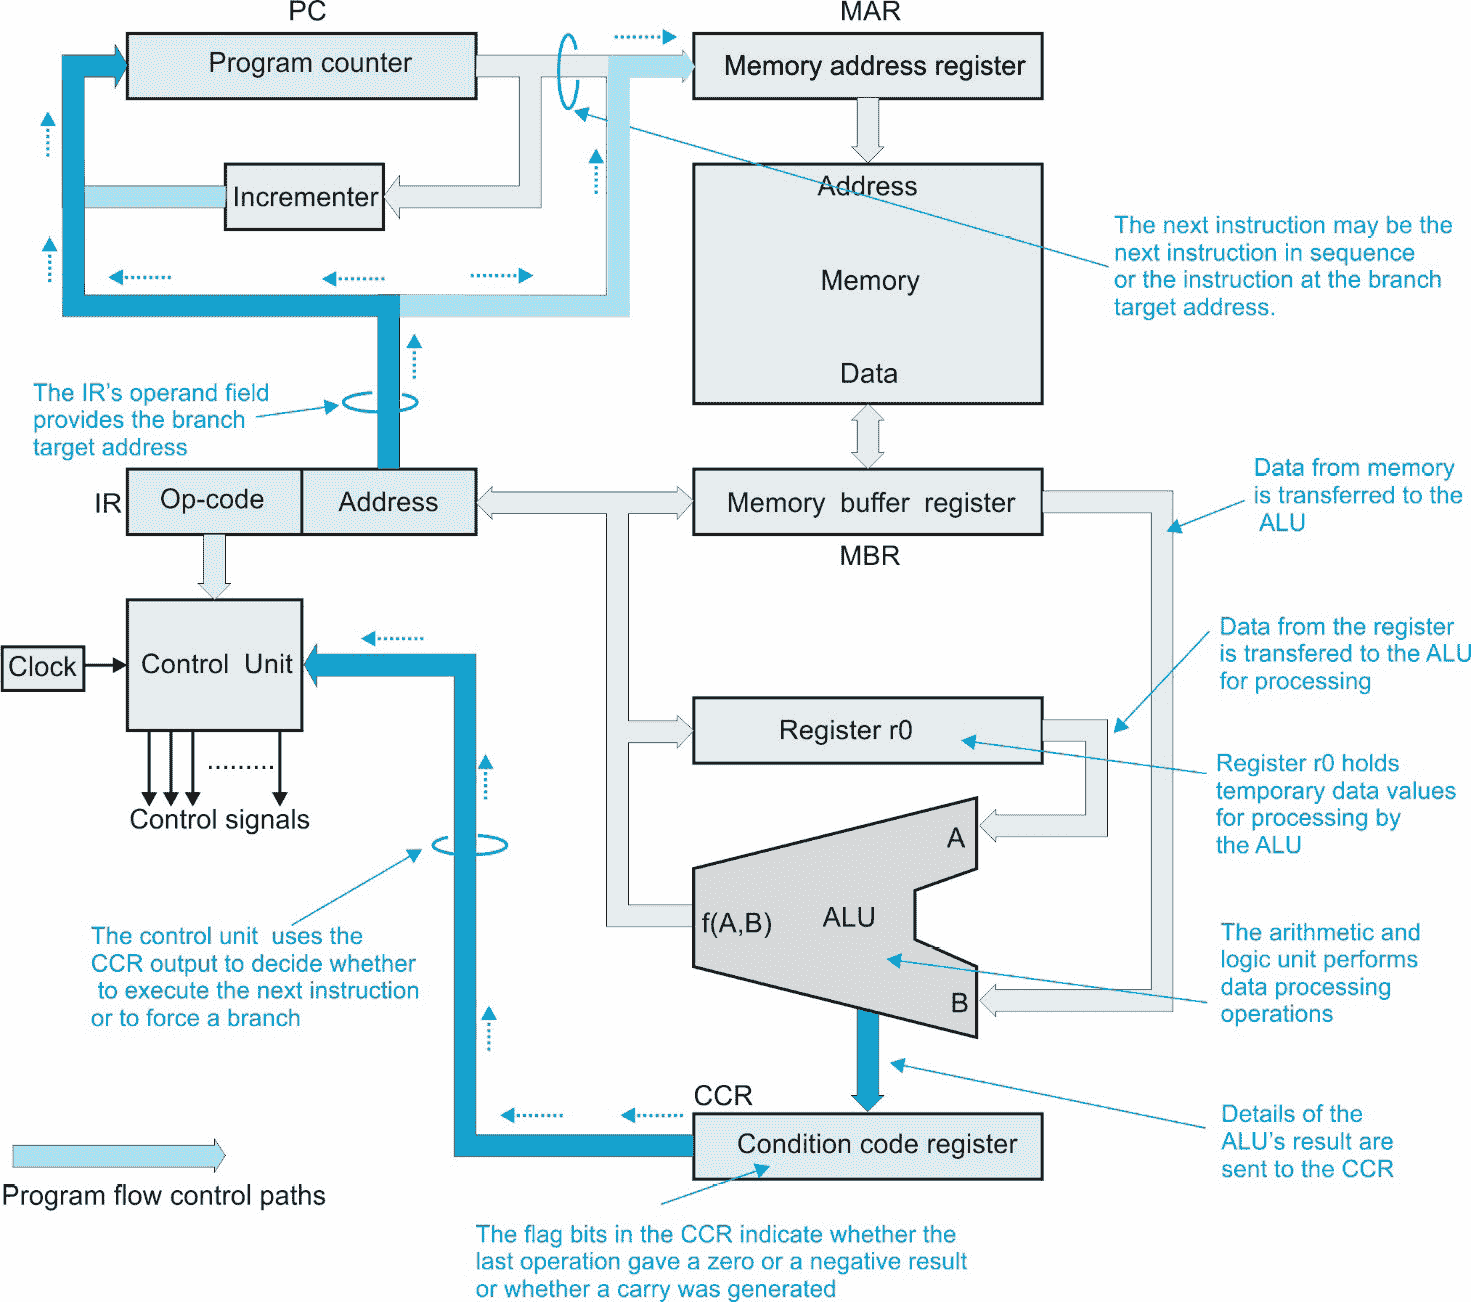 PC
MAR
Program counter
Memory address register
Incrementer
Address
Memory
Data
The next instruction may be the
next instruction in sequence
or the instruction at the branch
target address.
The IR's operand field
provides the branch
target address
IR
Op-code
Address
Memory buffer register
MBR
Data from memory
is transferred to the
ALU
Clock
Control Unit
Control signals
Data from the register
is transfered to the ALU
for processing
Register r0
Register r0 holds
temporary data values
for processing by
the ALU
A
f(A,B)
ALU
B
The control unit uses the
CCR output to decide whether
to execute the next instruction
or to force a branch
The arithmetic and
logic unit performs
data processing
operations
CCR
Condition code register
Details of the
ALU's result are
sent to the CCR
Program flow control paths
The flag bits in the CCR indicate whether the
last operation gave a zero or a negative result
or whether a carry was generated